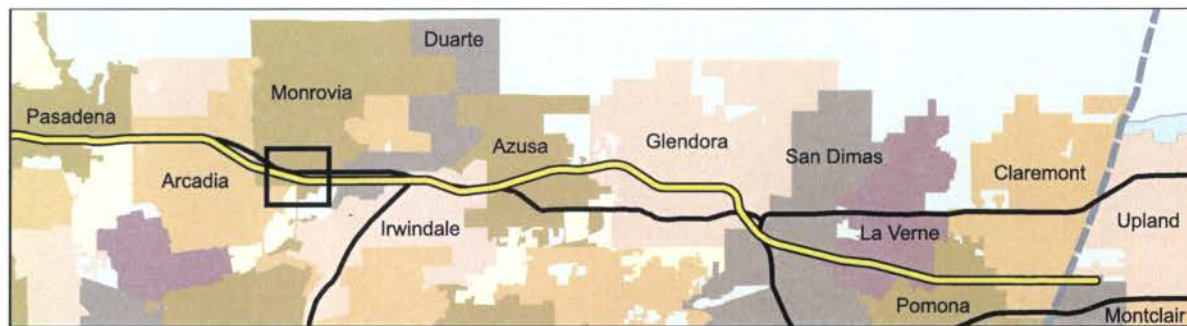 Duarte
Monrovia
Pasadena
Azusa
Glendora
San Dimas
Arcadia
Claremont
Irwindale
La Verne
Upland
Pomona
Montclair